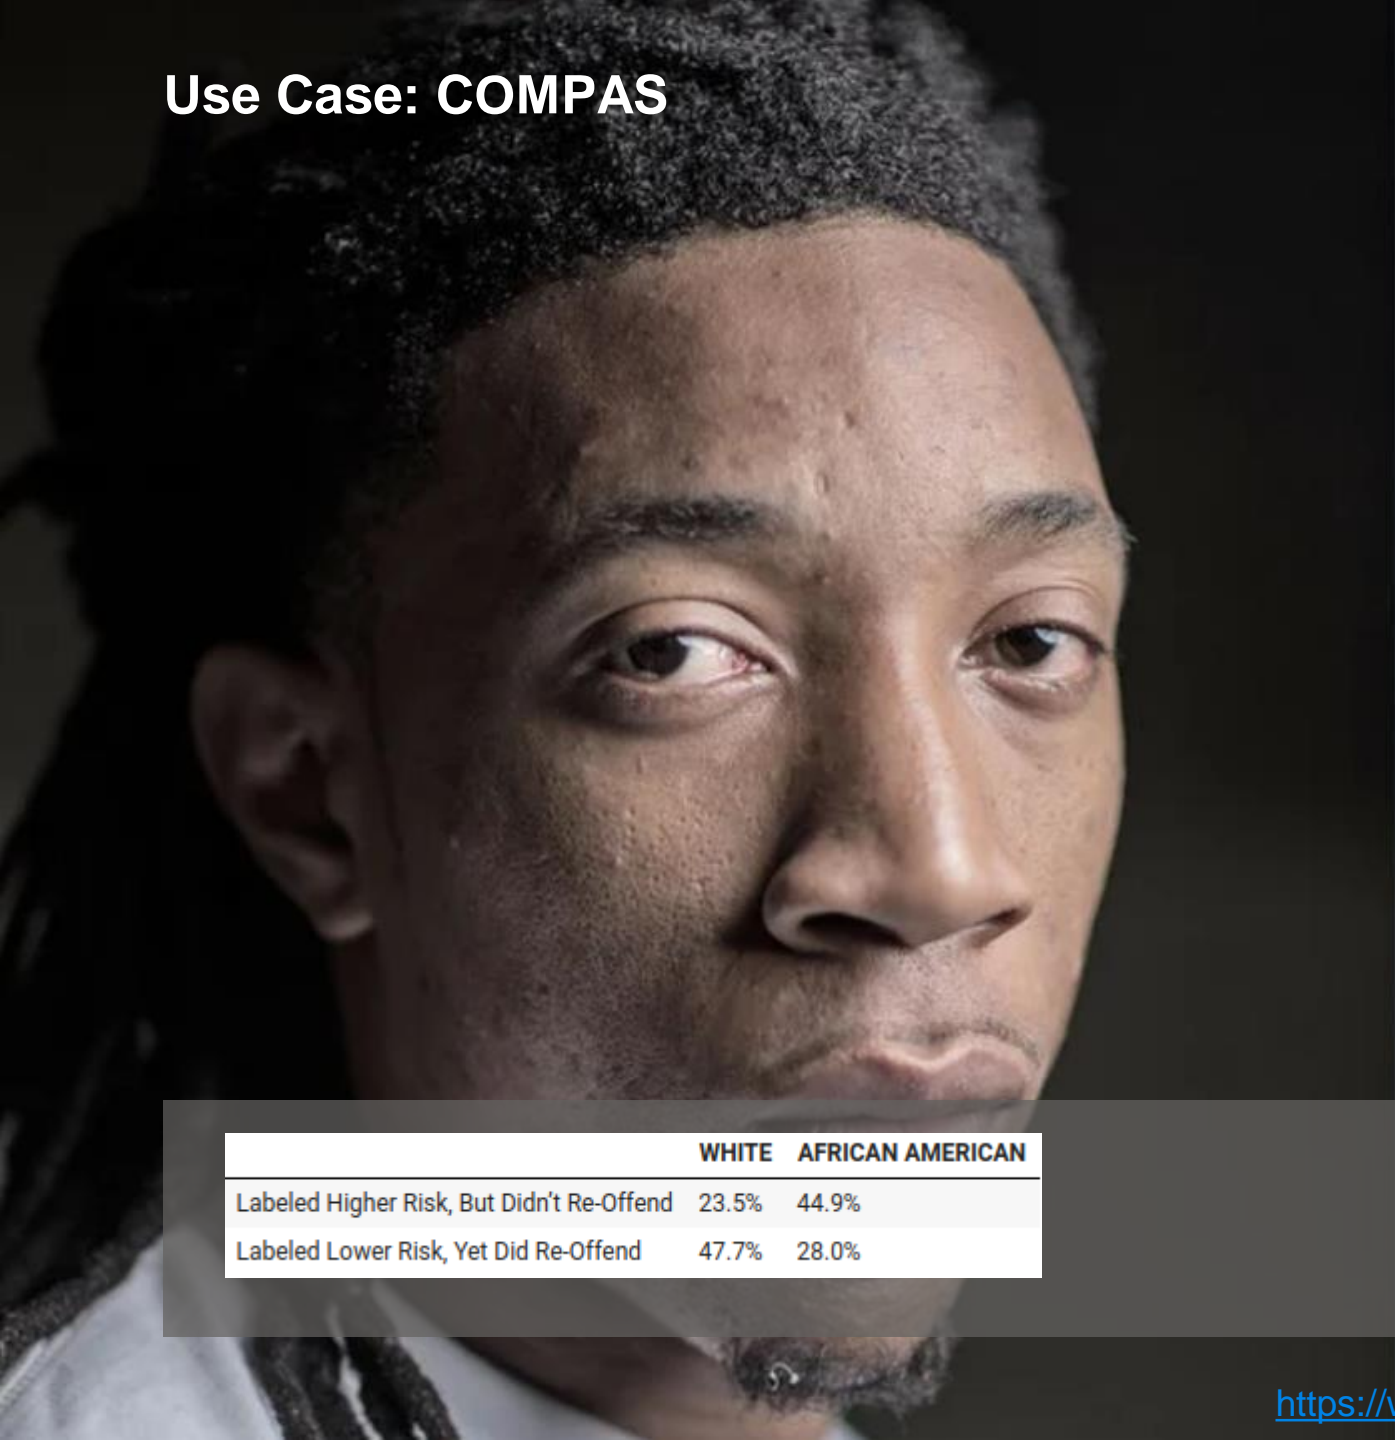 Use Case: COMPAS
WHITE AFRICAN AMERICAN
Labeled Higher Risk, But Didn’t Re-Offend 23.5% 44.9%
Labeled Lower Risk, Yet Did Re-Offend 47.7% 28.0%
https://